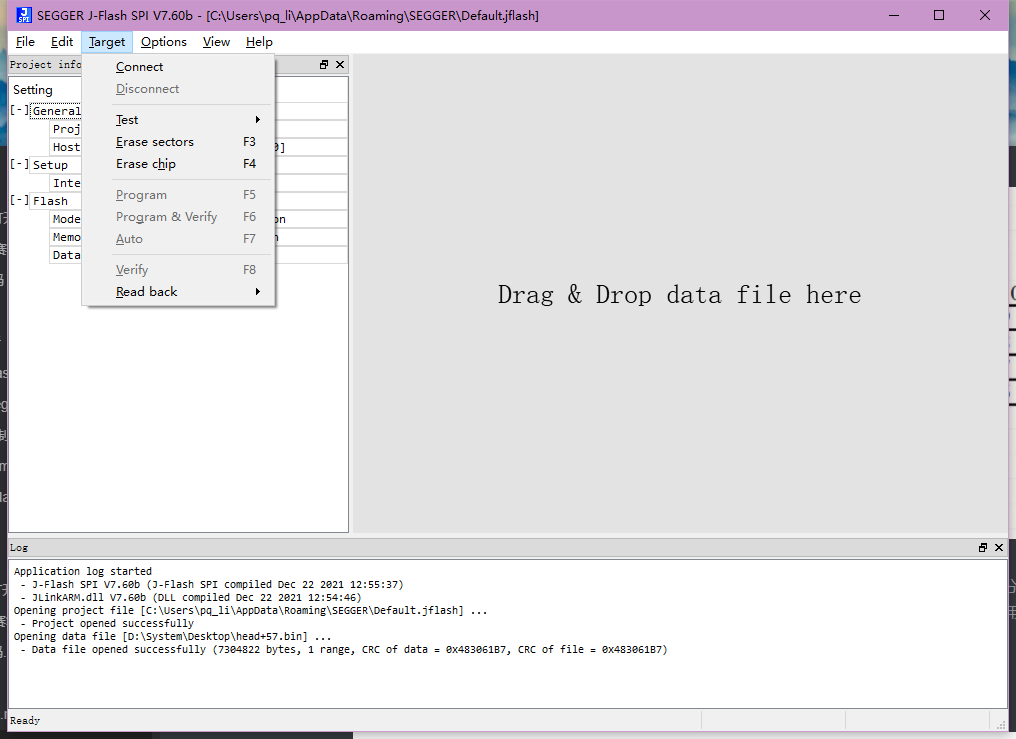 SEGGER J-Flash SPI V7.60b - [C:\Users\pq_li\AppData\Roaming\SEGGER\Default.jflash]
File Edit Target Options View Help
Project info
Setting
[-]General
Proj
Host 0]
[-]Setup
Inte
[-]Flash
Mode on
Memo n
Data
Connect
Disconnect
Test
Erase sectors F3
Erase chip F4
Program F5
Program & Verify F6
Auto F7
Verify F8
Read back
Drag & Drop data file here
Log
Application log started
- J-Flash SPI V7.60b (J-Flash SPI compiled Dec 22 2021 12:55:37)
- JLinkARM.dll V7.60b (DLL compiled Dec 22 2021 12:54:46)
Opening project file [C:\Users\pq_li\AppData\Roaming\SEGGER\Default.jflash] ...
- Project opened successfully
Opening data file [D:\System\Desktop\head+57.bin] ...
- Data file opened successfully (7304822 bytes, 1 range, CRC of data = 0x483061B7, CRC of file = 0x483061B7)
Ready